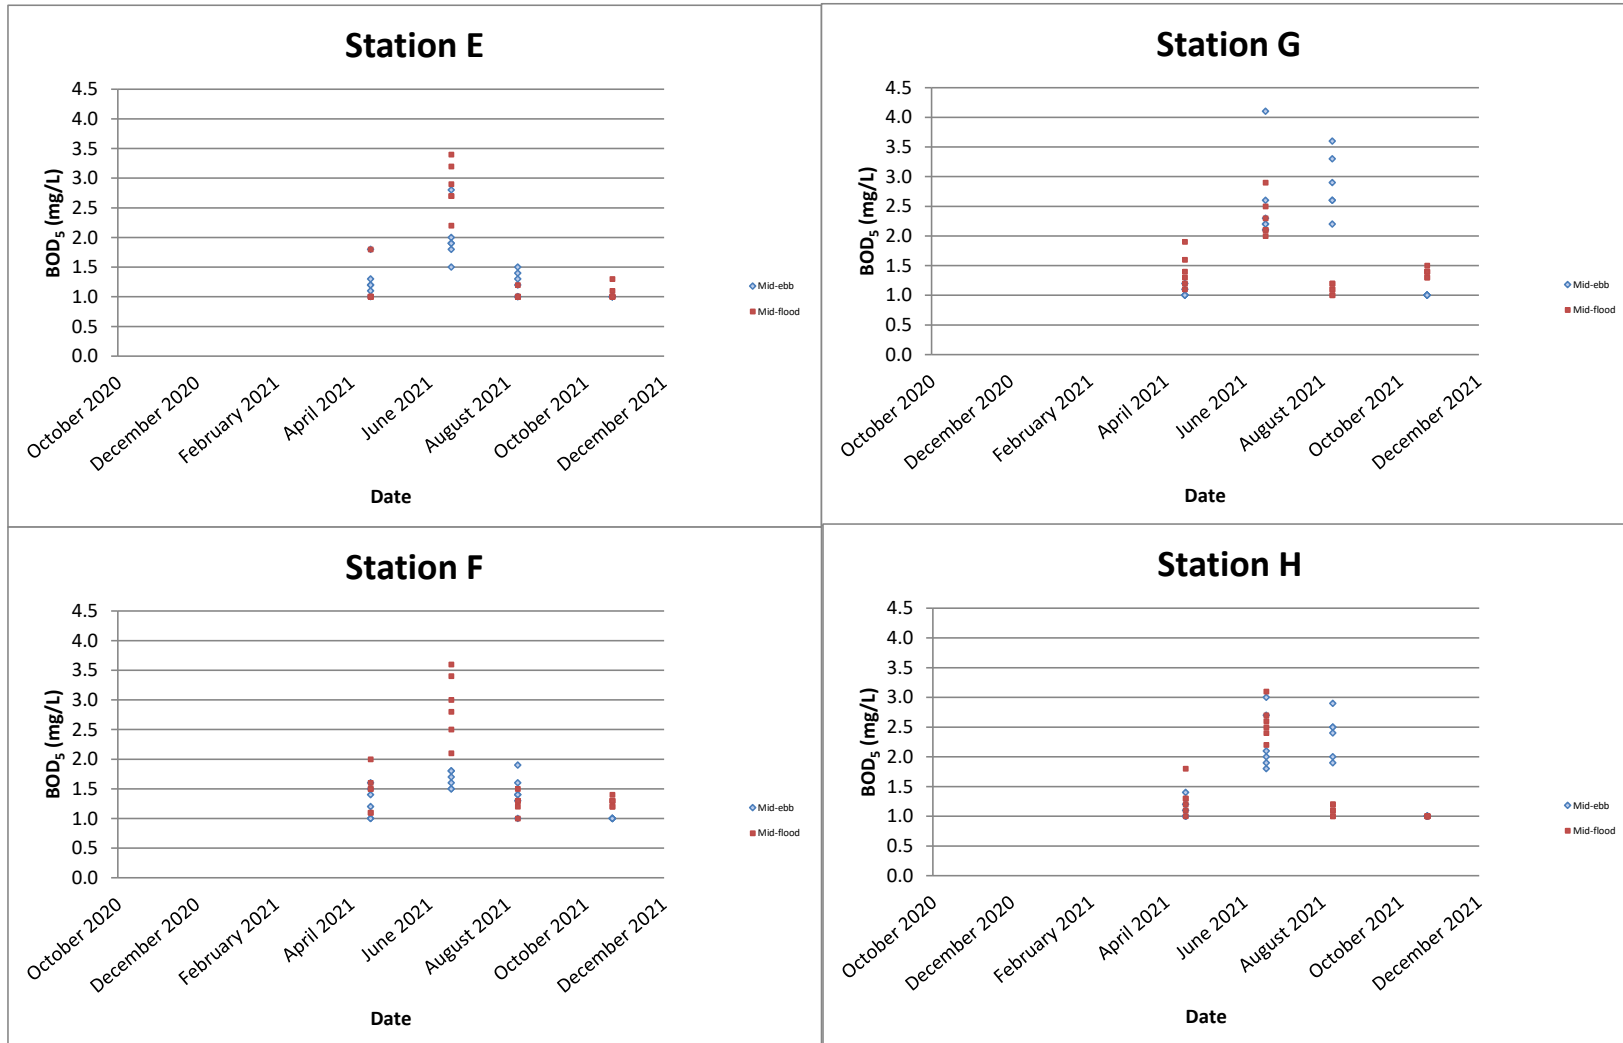 Station E
BOD5 (mg/L)
4.5
4.0
3.5
3.0
2.5
2.0
1.5
1.0
0.5
0.0
October 2020
December 2020
February 2021
April 2021
June 2021
August 2021
October 2021
December 2021
Date
Mid-ebb
Mid-flood
Station G
BOD5 (mg/L)
4.5
4.0
3.5
3.0
2.5
2.0
1.5
1.0
0.5
0.0
October 2020
December 2020
February 2021
April 2021
June 2021
August 2021
October 2021
December 2021
Date
Mid-ebb
Mid-flood
Station F
BOD5 (mg/L)
4.5
4.0
3.5
3.0
2.5
2.0
1.5
1.0
0.5
0.0
October 2020
December 2020
February 2021
April 2021
June 2021
August 2021
October 2021
December 2021
Date
Mid-ebb
Mid-flood
Station H
BOD5 (mg/L)
4.5
4.0
3.5
3.0
2.5
2.0
1.5
1.0
0.5
0.0
October 2020
December 2020
February 2021
April 2021
June 2021
August 2021
October 2021
December 2021
Date
Mid-ebb
Mid-flood